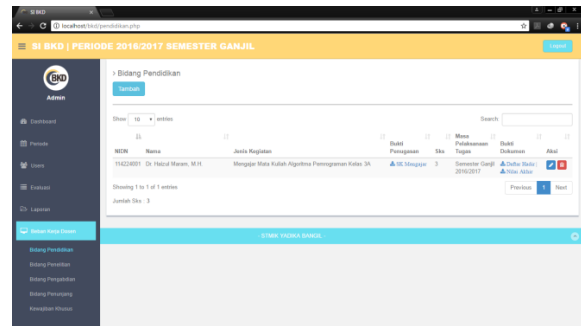 SI BKD
localhost/bkd/pendidikan.php
SI BKD | PERIODE 2016/2017 SEMESTER GANJIL
Logout
BKD
Admin
Dashboard
Periode
Users
Evaluasi
Laporan
Beban Kerja Dosen
Bidang Pendidikan
Bidang Penelitian
Bidang Pengabdian
Bidang Penunjang
Kewajiban Khusus
› Bidang Pendidikan
Tambah
Show 10 entries
Search:
NIDN Nama Jenis Kegiatan Bukti Penugasan Sks Masa Pelaksanaan Tugas Bukti Dokumen Aksi
M.H. Mengajar Mata Kuliah Algoritma Pemrograman Kelas 3A SK Mengajar 3 Semester Ganjil 2016/2017 Daftar Hadir | Nilai Akhir
Showing 1 to 1 of 1 entries
Previous 1 Next
Jumlah Sks : 3
- STMIK YADIKA BANGIL -